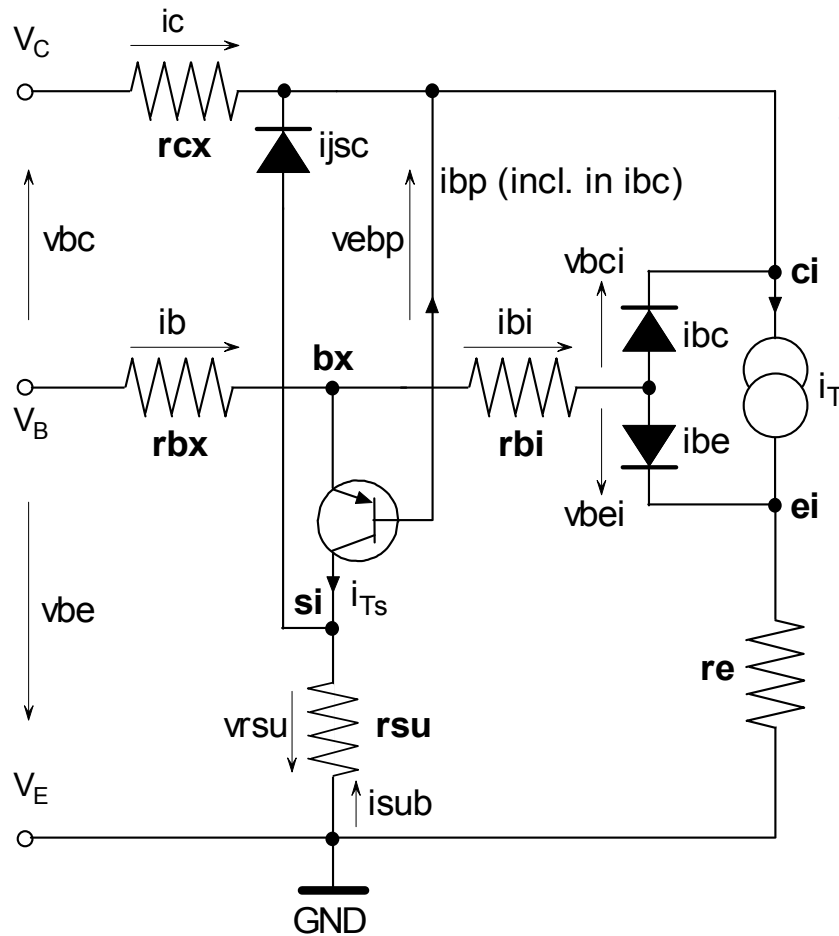 ic
V_C
rcx
ijsc
ibp (incl. in ibc)
vbc
vebp
vbci
ci
ib
bx
ibi
ibc
i_T
V_B
rbx
rbi
ibe
vbei
ei
vbe
si
i_Ts
re
vrsu
rsu
V_E
isub
GND